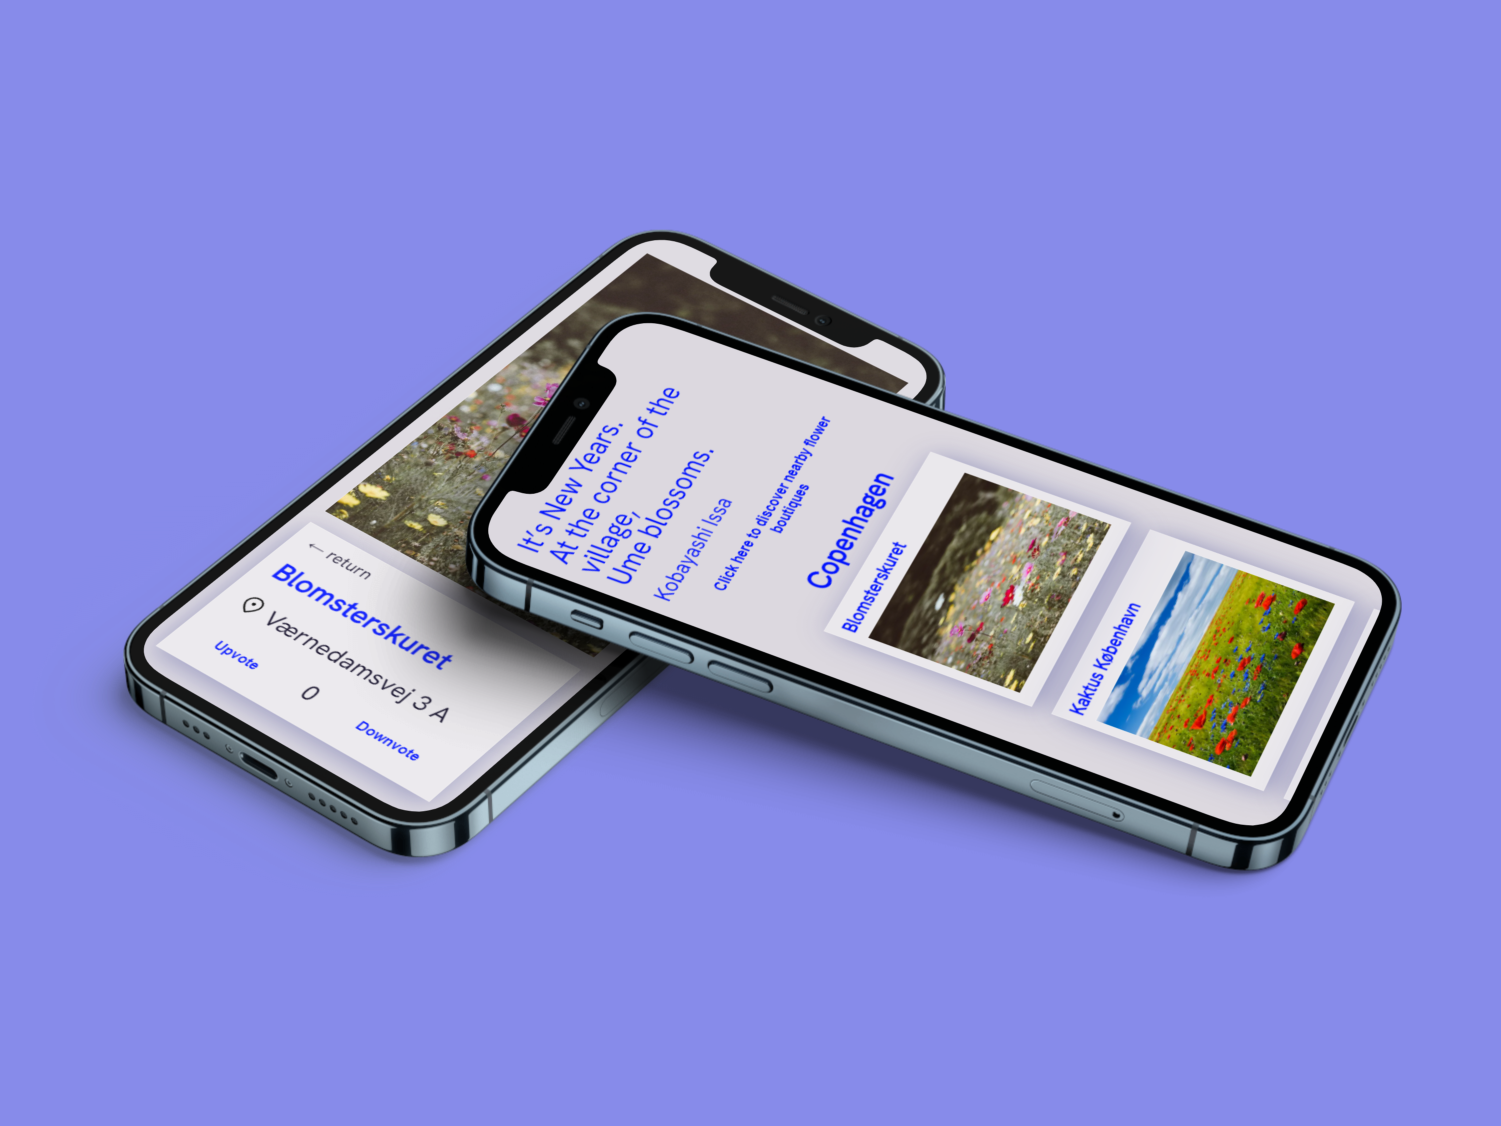 ← return
Blomsterskuret
Værnedamsvej 3 A
Upvote
0
Downvote
It's New Years.
At the corner of the
village,
Ume blossoms.
Kobayashi Issa
Click here to discover nearby flower
boutiques
Copenhagen
Blomsterskuret
Kaktus København